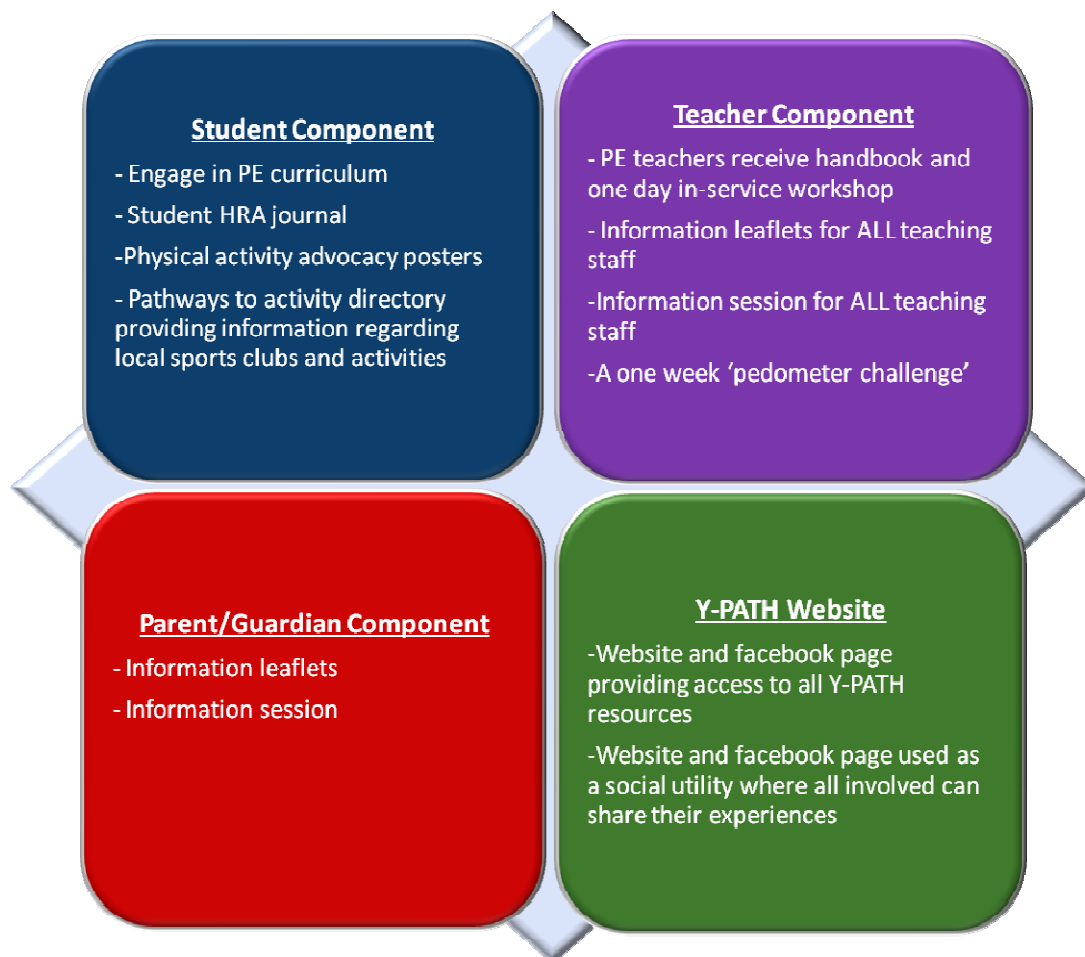 Student Component
- Engage in PE curriculum
- Student HRA journal
-Physical activity advocacy posters
- Pathways to activity directory
providing information regarding
local sports clubs and activities
Teacher Component
- PE teachers receive handbook and
one day in-service workshop
- Information leaflets for ALL teaching
staff
-Information session for ALL teaching
staff
-A one week ‘pedometer challenge’
Parent/Guardian Component
- Information leaflets
- Information session
Y-PATH Website
-Website and facebook page
providing access to all Y-PATH
resources
-Website and facebook page used as
a social utility where all involved can
share their experiences